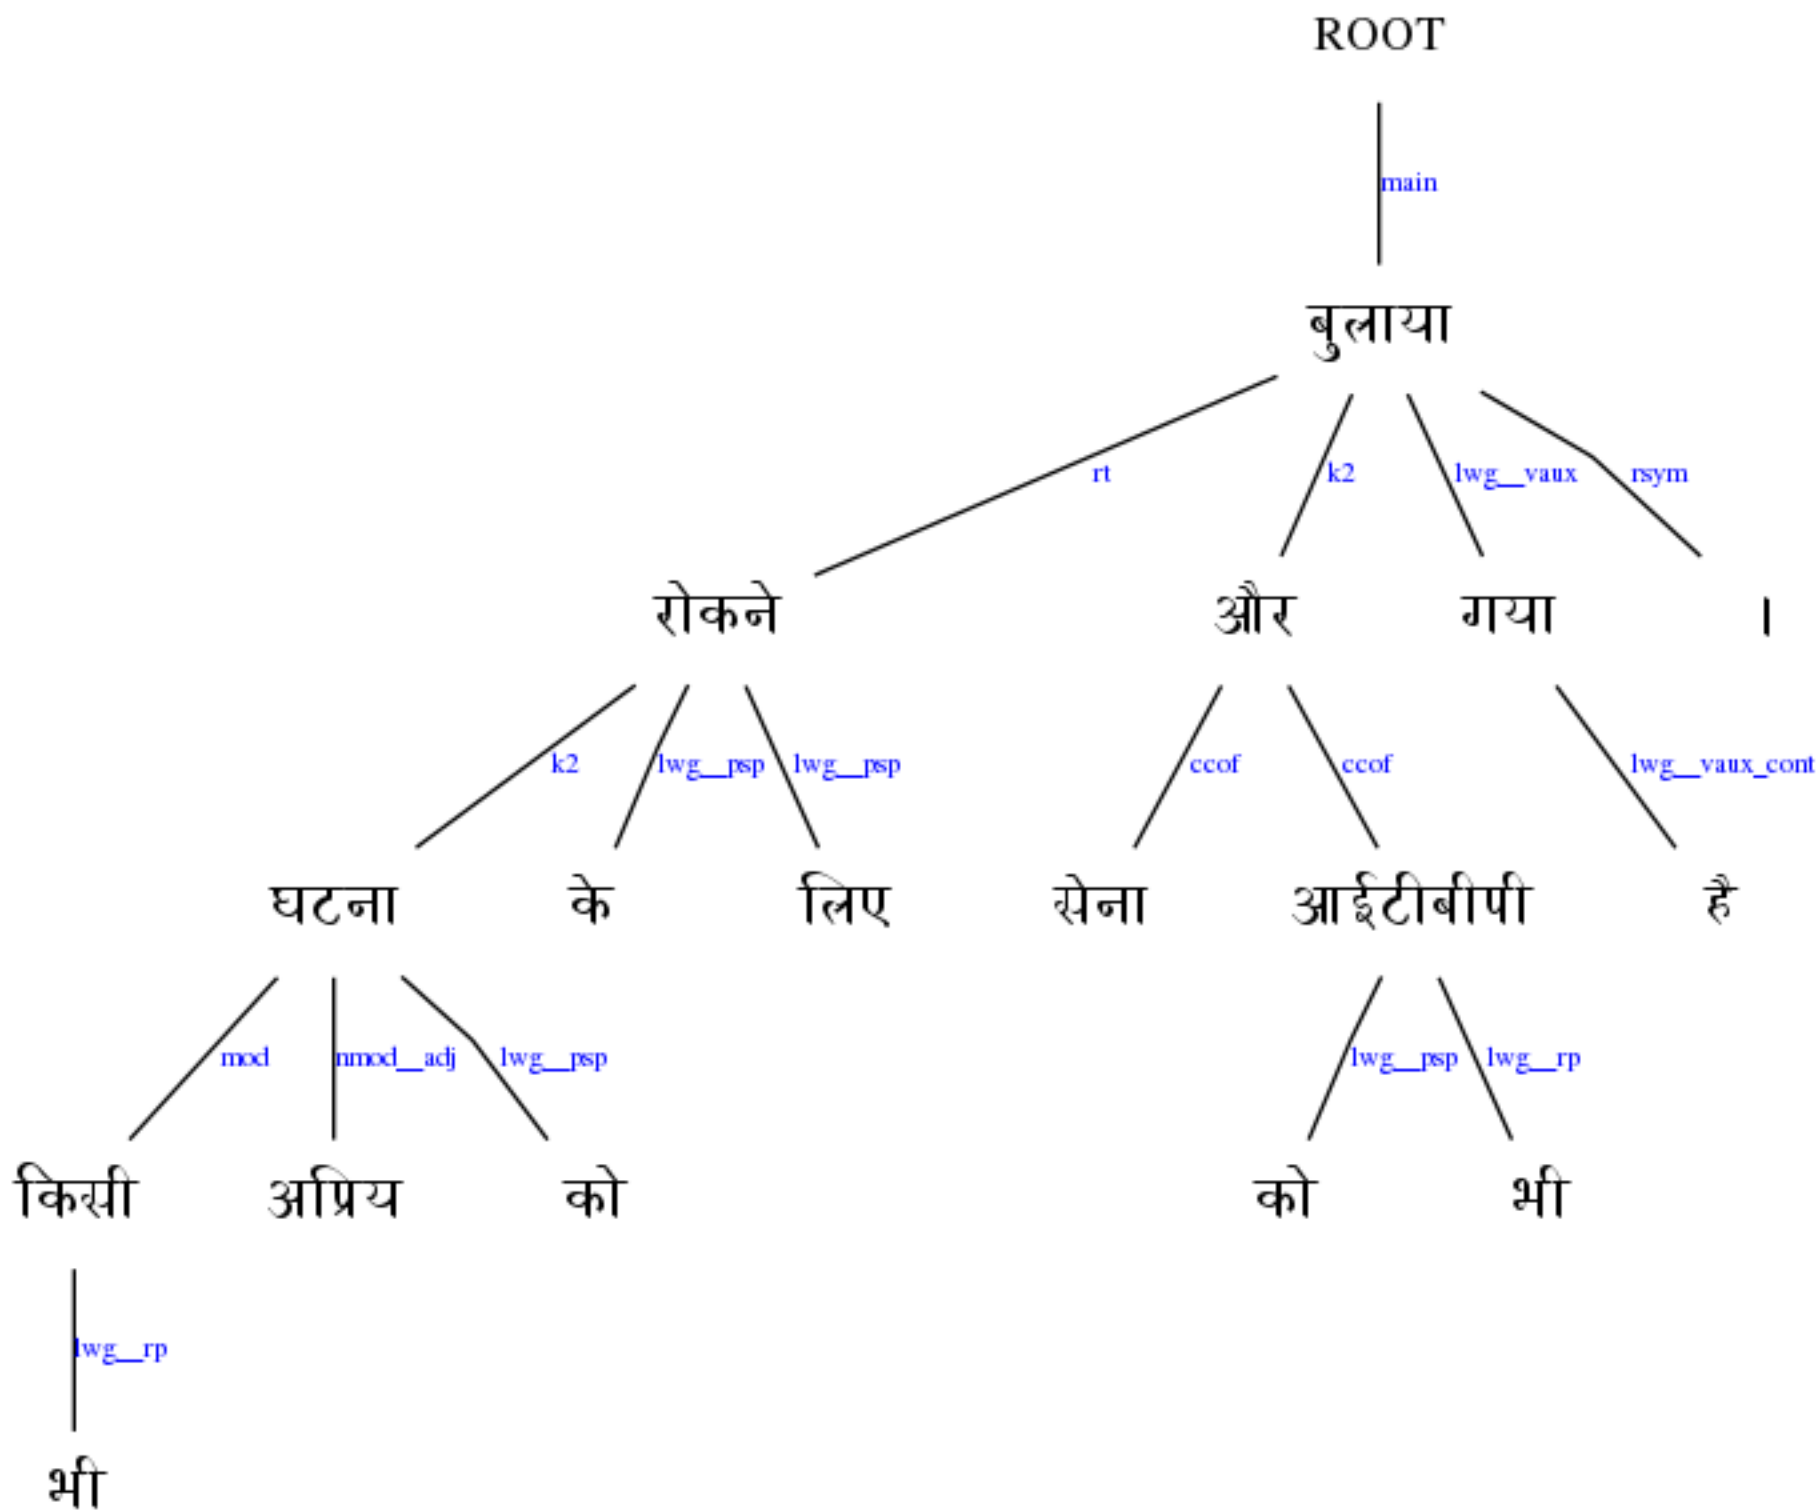 ROOT
main
बुलाया
rt k2 lwg__vaux rsym
रोकने और गया ।
k2 lwg__psp lwg__psp ccof ccof lwg__vaux_cont
घटना के लिए सेना आईटीबीपी है
mod nmod__adj lwg__psp lwg__psp lwg__rp
किसी अप्रिय को को भी
lwg__rp
भी